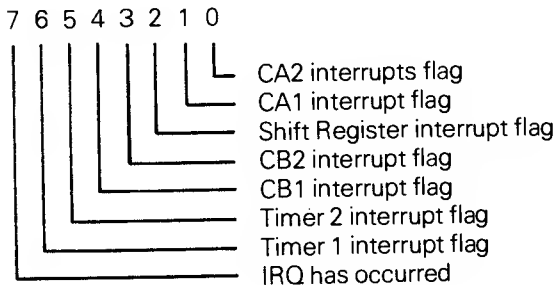 7 6 5 4 3 2 1 0
CA2 interrupts flag
CA1 interrupt flag
Shift Register interrupt flag
CB2 interrupt flag
CB1 interrupt flag
Timer 2 interrupt flag
Timer 1 interrupt flag
IRQ has occurred